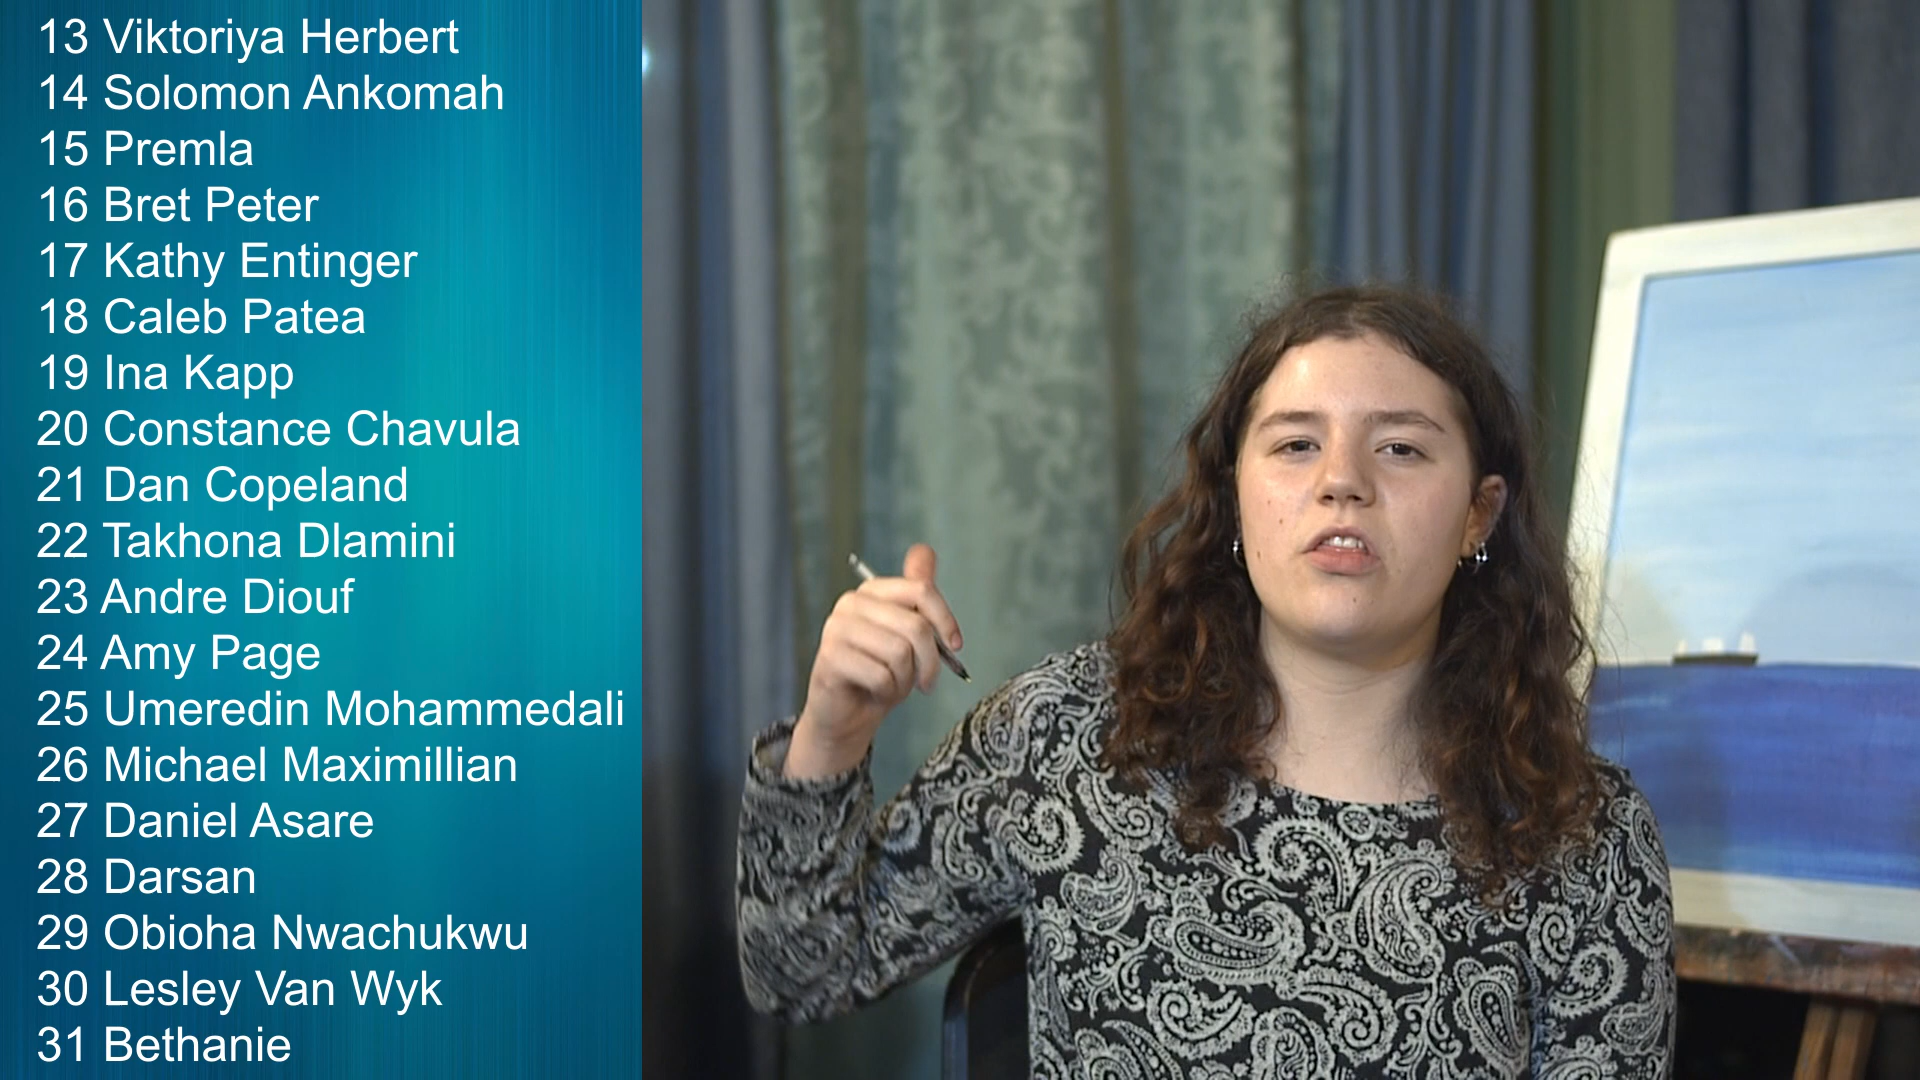 13 Viktoriya Herbert
14 Solomon Ankomah
15 Premla
16 Bret Peter
17 Kathy Entinger
18 Caleb Patea
19 Ina Kapp
20 Constance Chavula
21 Dan Copeland
22 Takhona Dlamini
23 Andre Diouf
24 Amy Page
25 Umeredin Mohammedali
26 Michael Maximillian
27 Daniel Asare
28 Darsan
29 Obioha Nwachukwu
30 Lesley Van Wyk
31 Bethanie